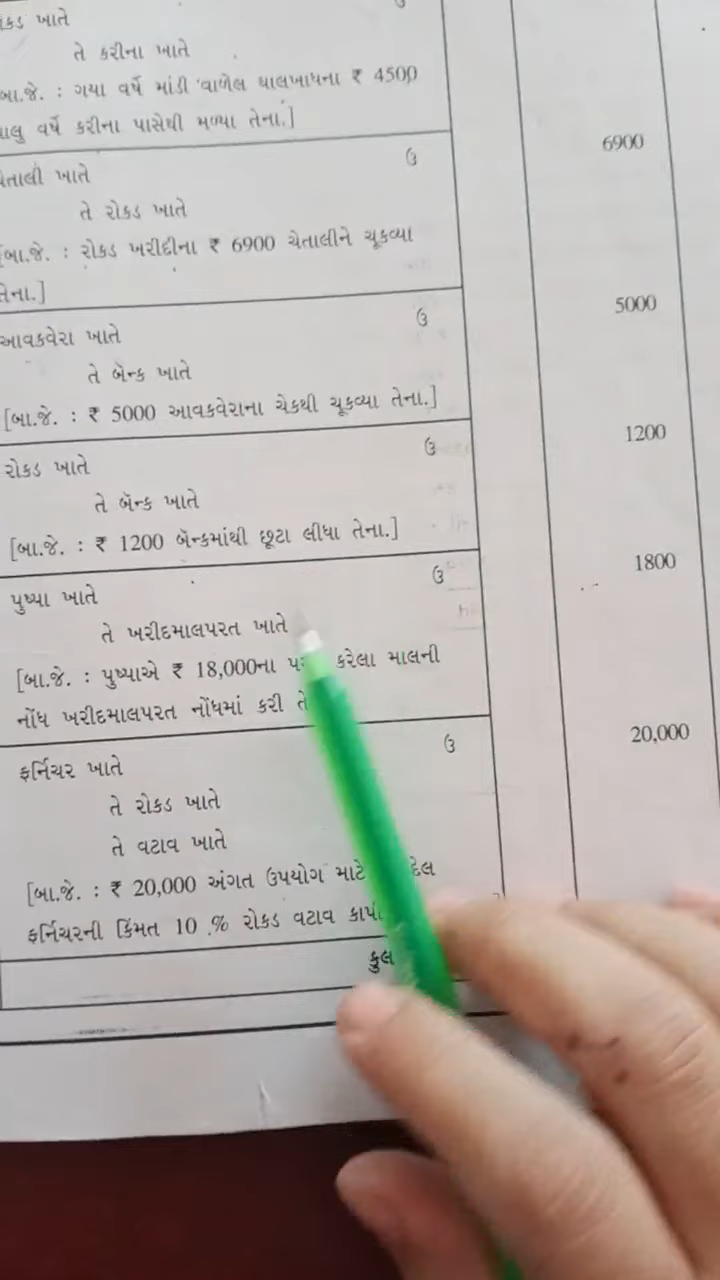 ખાતે ઉ
તે કરીના ખાતે
બા.જે. : ગયા વર્ષે માંડી વાળેલ ઘાલખાધના ₹ 4500
વર્ષે કરીના પાસેથી મળ્યા તેના.]
ખાતે ઉ 6900
તે રોકડ ખાતે
[બા.જે. : રોકડ ખરીદીના ₹ 6900 ચેતાલીને ચૂકવ્યા
તેના.]
આવકવેરા ખાતે ઉ 5000
તે બૅન્ક ખાતે
[બા.જે. : ₹ 5000 આવકવેરાના ચેકથી ચૂકવ્યા તેના.]
રોકડ ખાતે ઉ 1200
તે બૅન્ક ખાતે
[બા.જે. : ₹ 1200 બૅન્કમાંથી છૂટા લીધા તેના.]
પુષ્પા ખાતે ઉ 1800
તે ખરીદમાલપરત ખાતે
[બા.જે. : પુષ્પાએ ₹ 18,000ના કરેલા માલની
નોંધ ખરીદમાલપરત નોંધમાં કરી
ફર્નિચર ખાતે ઉ 20,000
તે રોકડ ખાતે
તે વટાવ ખાતે
[બા.જે. : ₹ 20,000 અંગત ઉપયોગ માટે
ફર્નિચરની કિંમત 10 % રોકડ વટાવ
કુલ